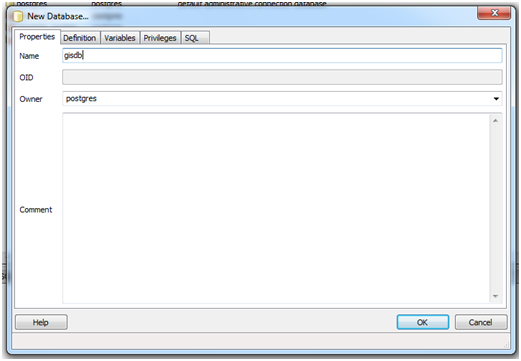 postgres postgres default administrative connection database
New Database...
Properties Definition Variables Privileges SQL
Name gisdb
OID
Owner postgres
Comment
Help OK Cancel